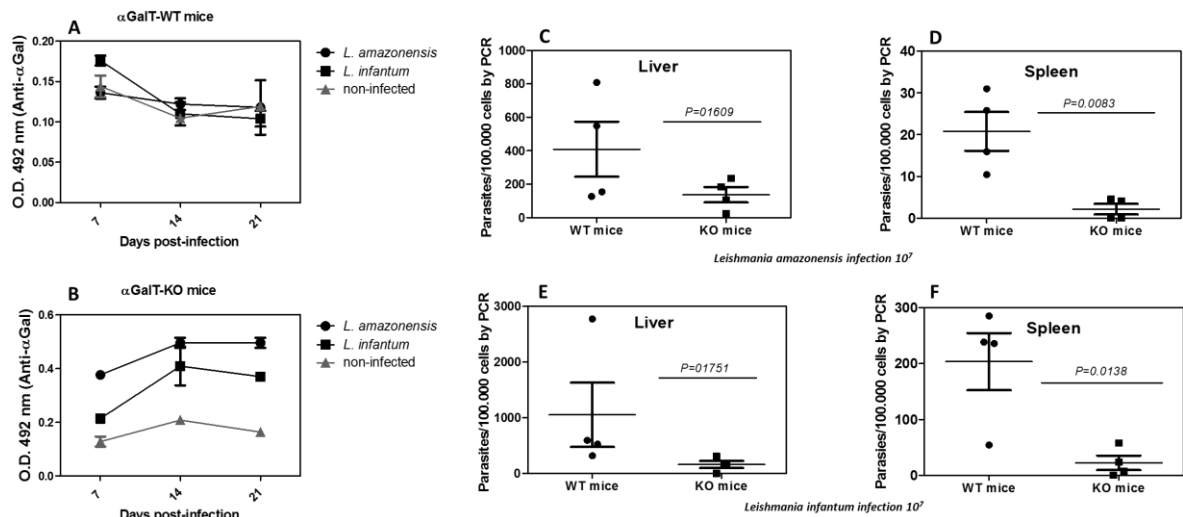 A
αGalT-WT mice
O.D. 492 nm (Anti-αGal)
0.20
0.15
0.10
0.05
0.00
7
14
21
Days post-infection
L. amazonensis
L. infantum
non-infected
B
αGalT-KO mice
O.D. 492 nm (Anti-αGal)
0.6
0.4
0.2
0.0
7
14
21
Days post-infection
L. amazonensis
L. infantum
non-infected
C
Liver
Parasites/100.000 cells by PCR
1000
800
600
400
200
0
P=01609
WT mice
KO mice
D
Spleen
Parasies/100.000 cells by PCR
40
30
20
10
0
P=0.0083
WT mice
KO mice
Leishmania amazonensis infection 10⁷
E
Liver
Parasites/100.000 cells by PCR
3000
2000
1000
0
P=01751
WT mice
KO mice
F
Spleen
Parasies/100.000 cells by PCR
300
200
100
0
P=0.0138
WT mice
KO mice
Leishmania infantum infection 10⁷